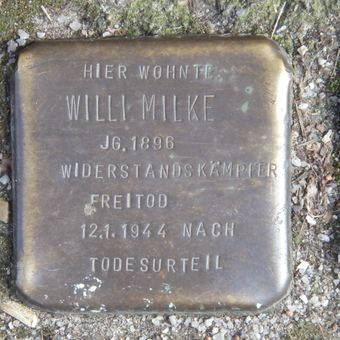 HIER WOHNTE
WILLI MILKE
JG. 1896
WIDERSTANDSKÄMPFER
FREITOD
12.1.1944 NACH
TODESURTEIL